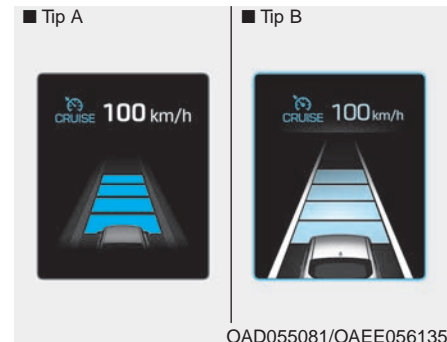 ■ Tip A
■ Tip B
CRUISE 100 km/h
CRUISE 100 km/h
OAD055081/OAEE056135